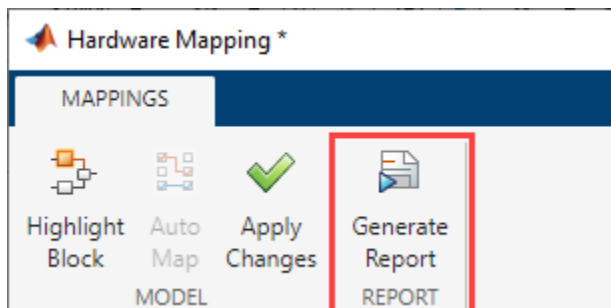 Hardware Mapping *
MAPPINGS
Highlight Block
Auto Map
Apply Changes
Generate Report
MODEL
REPORT